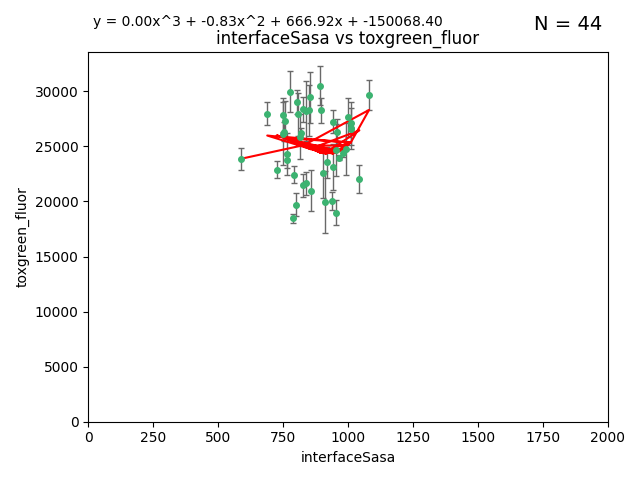 y = 0.00x^3 + -0.83x^2 + 666.92x + -150068.40
N = 44
interfaceSasa vs toxgreen_fluor
toxgreen_fluor
30000
25000
20000
15000
10000
5000
0
0 250 500 750 1000 1250 1500 1750 2000
interfaceSasa